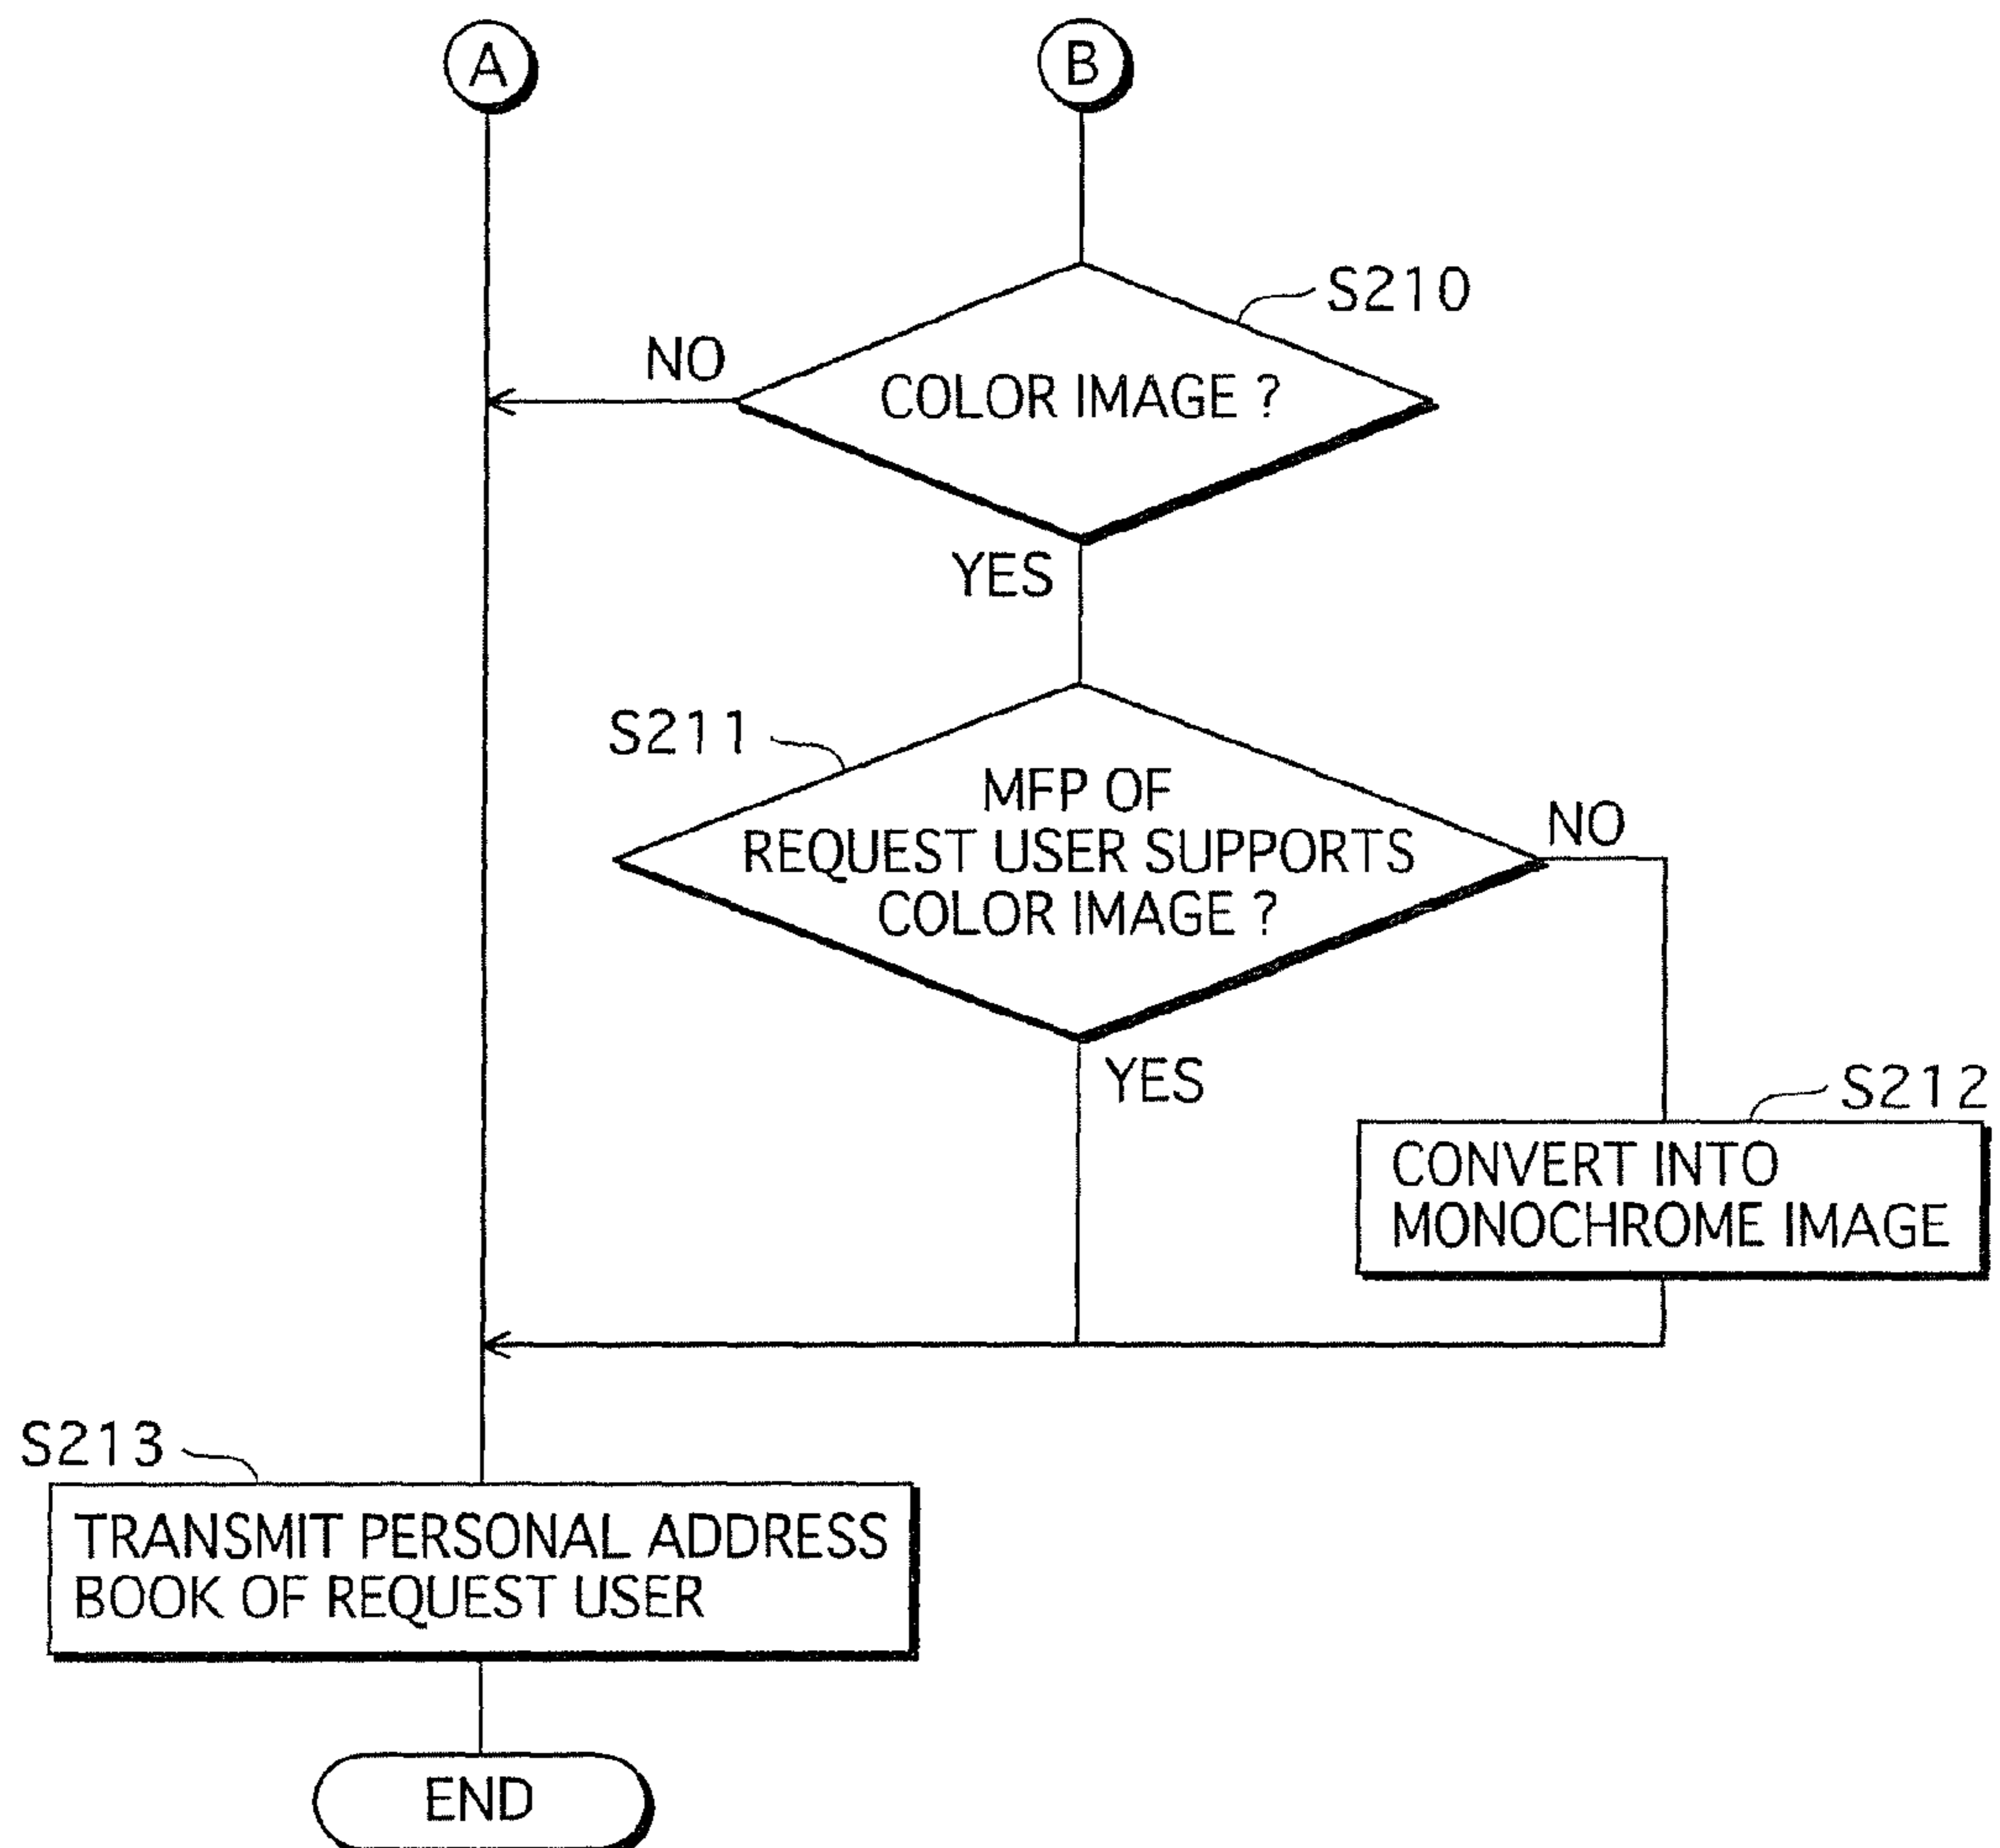 A
B
S210
NO
COLOR IMAGE ?
YES
S211
MFP OF
REQUEST USER SUPPORTS
COLOR IMAGE ?
NO
YES
S212
CONVERT INTO
MONOCHROME IMAGE
S213
TRANSMIT PERSONAL ADDRESS
BOOK OF REQUEST USER
END